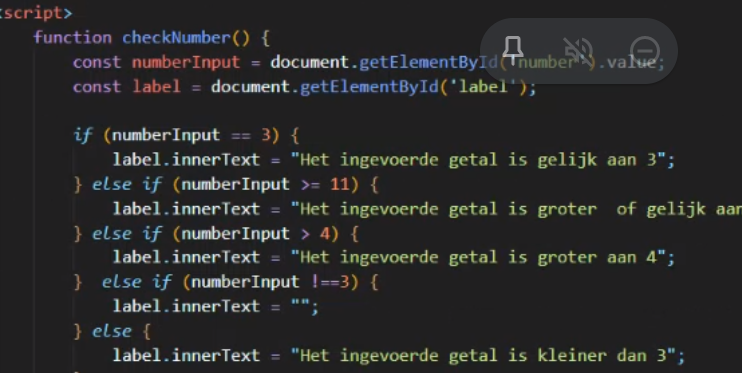 <script>
function checkNumber() {
const numberInput = document.getElementById('number').value;
const label = document.getElementById('label');
if (numberInput == 3) {
label.innerText = "Het ingevoerde getal is gelijk aan 3";
} else if (numberInput >= 11) {
label.innerText = "Het ingevoerde getal is groter  of gelijk aan
} else if (numberInput > 4) {
label.innerText = "Het ingevoerde getal is groter aan 4";
}  else if (numberInput !==3) {
label.innerText = "";
} else {
label.innerText = "Het ingevoerde getal is kleiner dan 3";